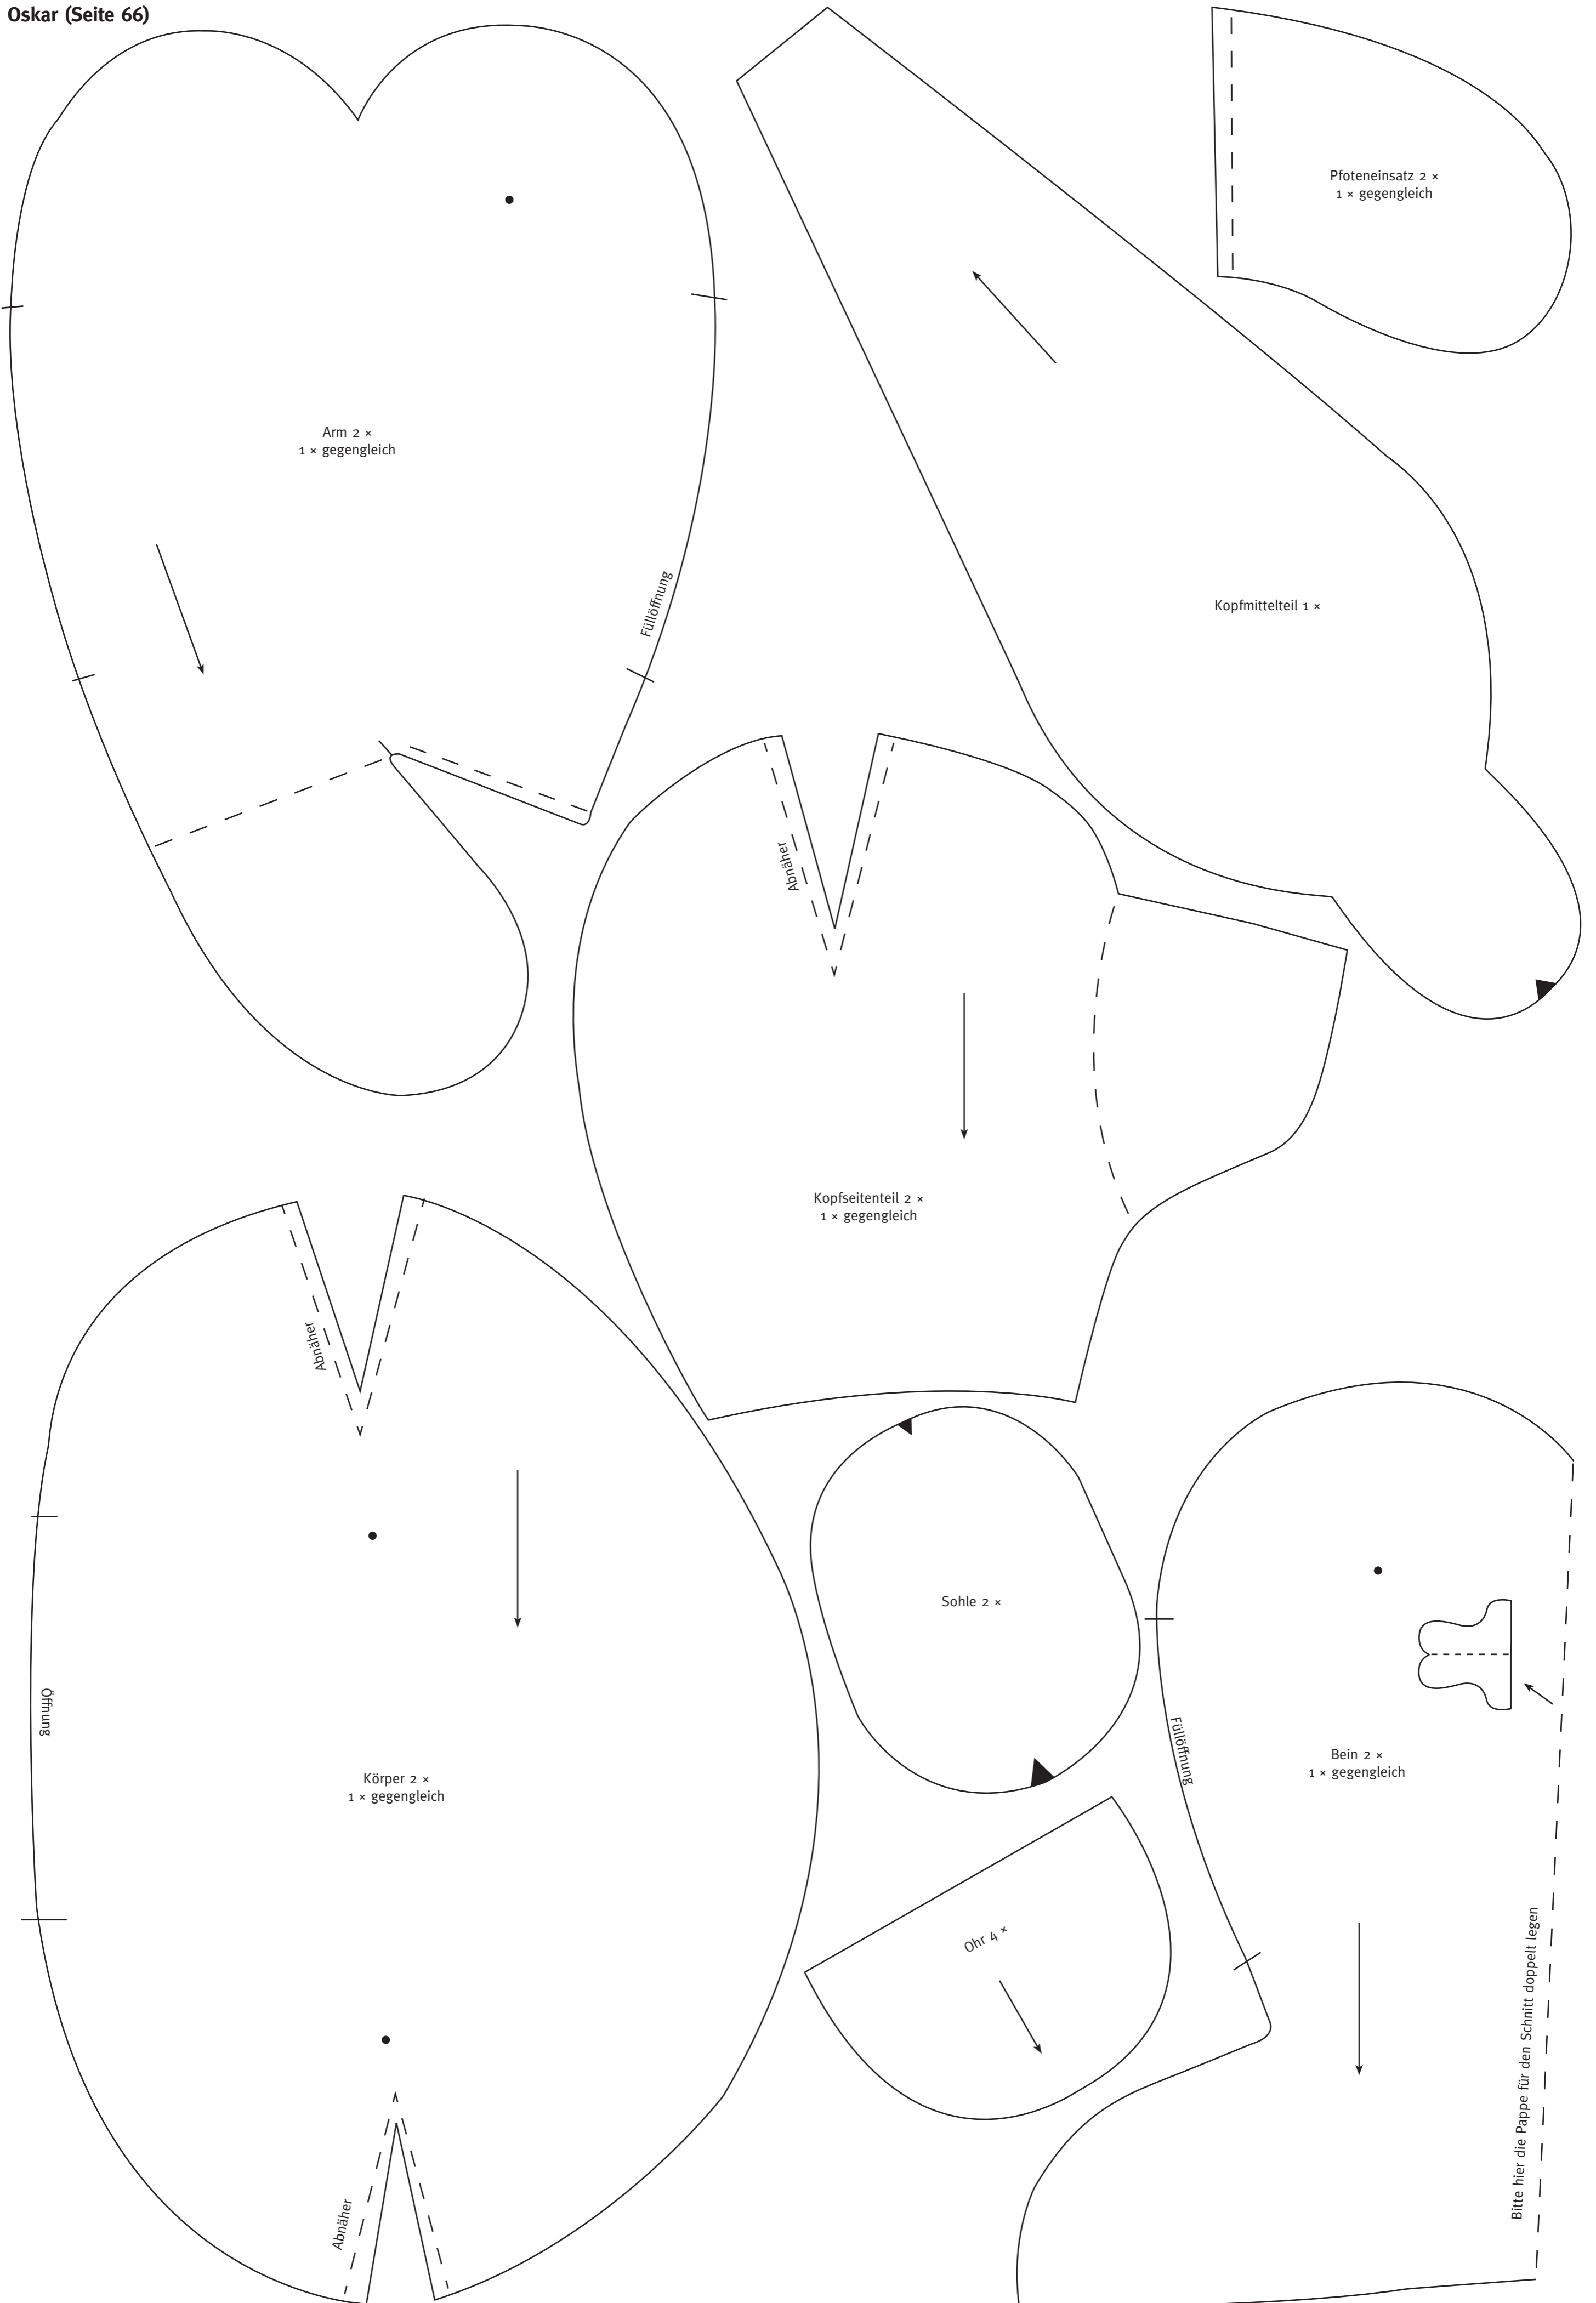 Oskar (Seite 66)
Pfoteneinsatz 2 ×
1 × gegengleich
Arm 2 ×
1 × gegengleich
Füllöffnung
Kopfmittelteil 1 ×
Abnäher
Kopfseitenteil 2 ×
1 × gegengleich
Abnäher
Öffnung
Körper 2 ×
1 × gegengleich
Abnäher
Sohle 2 ×
Ohr 4 ×
Füllöffnung
Bein 2 ×
1 × gegengleich
Bitte hier die Pappe für den Schnitt doppelt legen